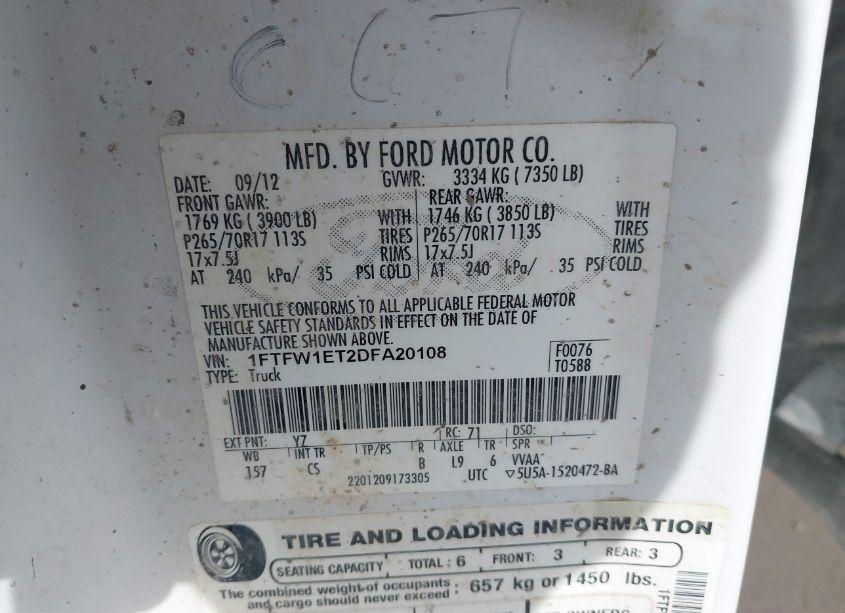 OC7
MFD. BY FORD MOTOR CO.
DATE: 09/12 GVWR: 3334 KG ( 7350 LB)
FRONT GAWR: REAR GAWR:
1769 KG ( 3900 LB) WITH 1746 KG ( 3850 LB) WITH
P265/70R17 113S TIRES P265/70R17 113S TIRES
17x7.5J RIMS 17x7.5J RIMS
AT 240 kPa/ 35 PSI COLD AT 240 kPa/ 35 PSI COLD
THIS VEHICLE CONFORMS TO ALL APPLICABLE FEDERAL MOTOR
VEHICLE SAFETY STANDARDS IN EFFECT ON THE DATE OF
MANUFACTURE SHOWN ABOVE.
VIN: 1FTFW1ET2DFA20108 F0076
TYPE: Truck T0588
EXT PNT: YZ RC: 71 DSO:
WB INT TR TP/PS R AXLE TR SPR
157 CS B L9 6 VVAA
2201209173305 UTC ▽5U5A-1520472-BA
TIRE AND LOADING INFORMATION
SEATING CAPACITY TOTAL: 6 FRONT: 3 REAR: 3
The combined weight of occupants : 657 kg or 1450 lbs.
and cargo should never exceed :